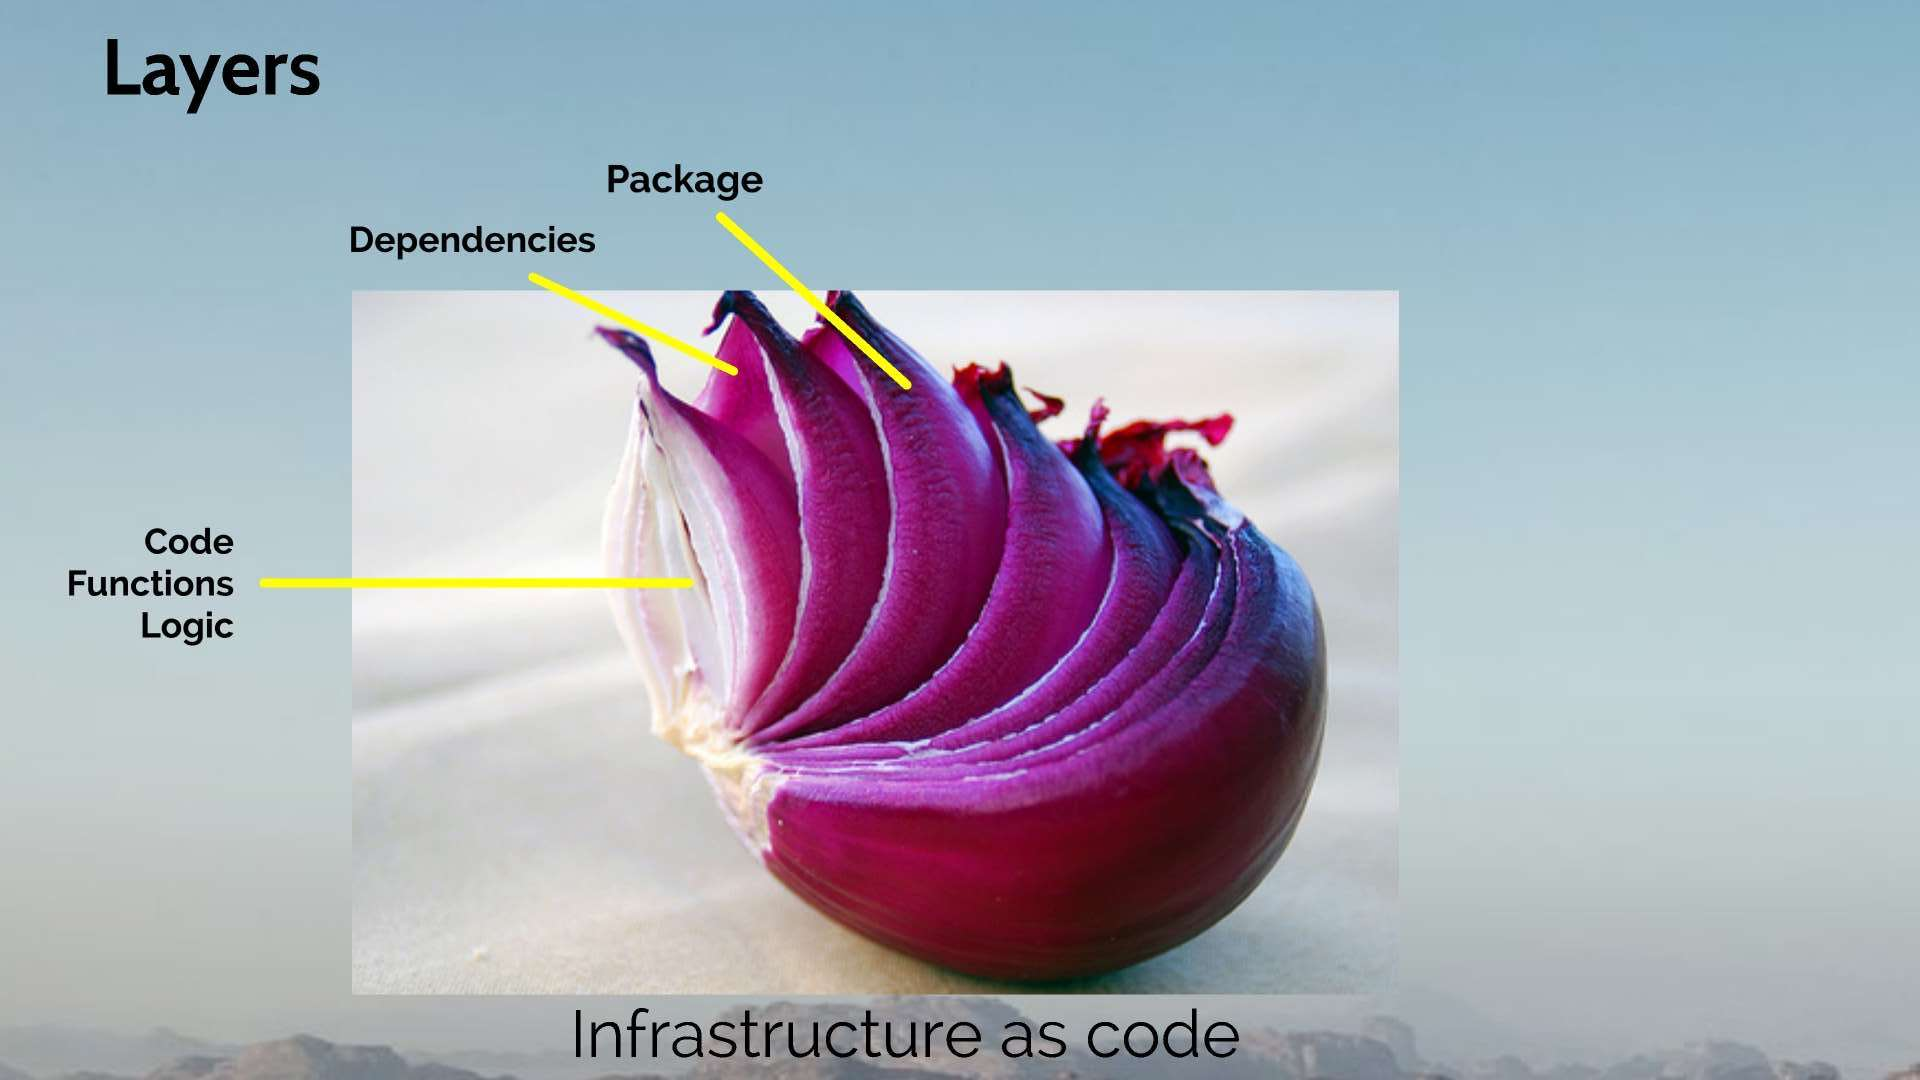 Layers
Package
Dependencies
Code
Functions
Logic
Infrastructure as code